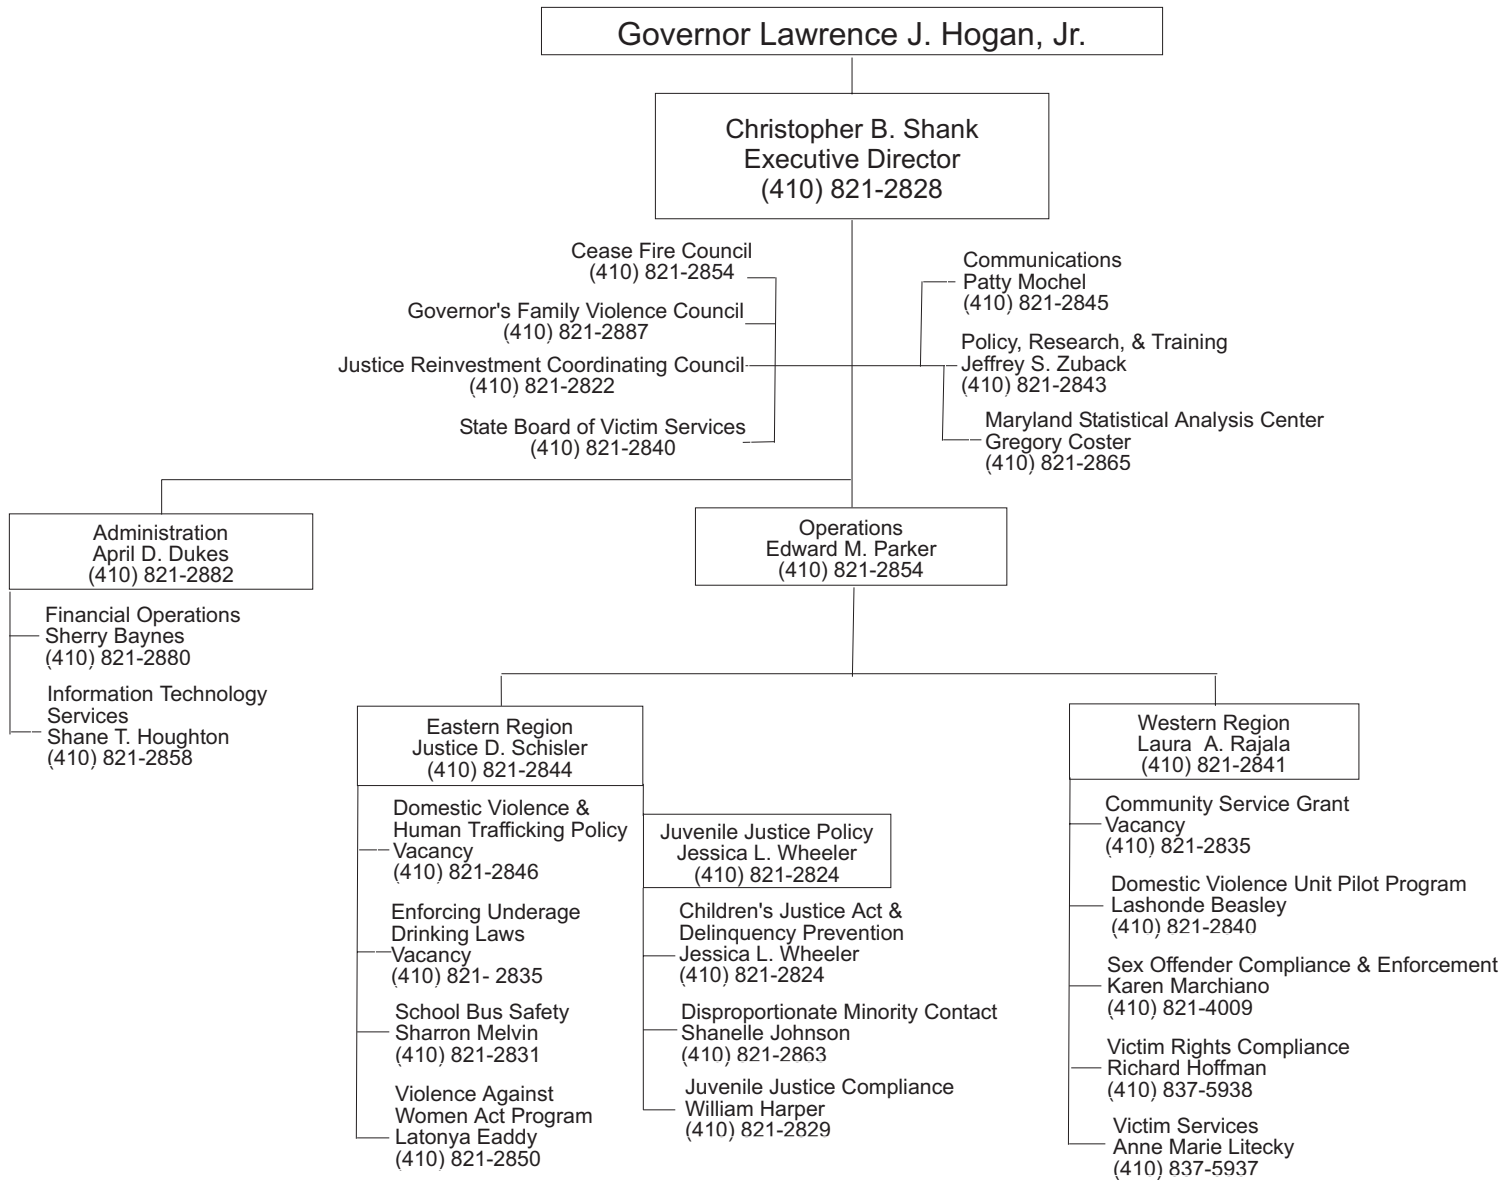 Governor Lawrence J. Hogan, Jr.
Christopher B. Shank
Executive Director
(410) 821-2828
Cease Fire Council
(410) 821-2854
Governor's Family Violence Council
(410) 821-2887
Justice Reinvestment Coordinating Council
(410) 821-2822
State Board of Victim Services
(410) 821-2840
Communications
Patty Mochel
(410) 821-2845
Policy, Research, & Training
Jeffrey S. Zuback
(410) 821-2843
Maryland Statistical Analysis Center
Gregory Coster
(410) 821-2865
Administration
April D. Dukes
(410) 821-2882
Financial Operations
Sherry Baynes
(410) 821-2880
Information Technology
Services
Shane T. Houghton
(410) 821-2858
Operations
Edward M. Parker
(410) 821-2854
Eastern Region
Justice D. Schisler
(410) 821-2844
Domestic Violence &
Human Trafficking Policy
Vacancy
(410) 821-2846
Enforcing Underage
Drinking Laws
Vacancy
(410) 821- 2835
School Bus Safety
Sharron Melvin
(410) 821-2831
Violence Against
Women Act Program
Latonya Eaddy
(410) 821-2850
Juvenile Justice Policy
Jessica L. Wheeler
(410) 821-2824
Children's Justice Act &
Delinquency Prevention
Jessica L. Wheeler
(410) 821-2824
Disproportionate Minority Contact
Shanelle Johnson
(410) 821-2863
Juvenile Justice Compliance
William Harper
(410) 821-2829
Western Region
Laura  A. Rajala
(410) 821-2841
Community Service Grant
Vacancy
(410) 821-2835
Domestic Violence Unit Pilot Program
Lashonde Beasley
(410) 821-2840
Sex Offender Compliance & Enforcement
Karen Marchiano
(410) 821-4009
Victim Rights Compliance
Richard Hoffman
(410) 837-5938
Victim Services
Anne Marie Litecky
(410) 837-5937